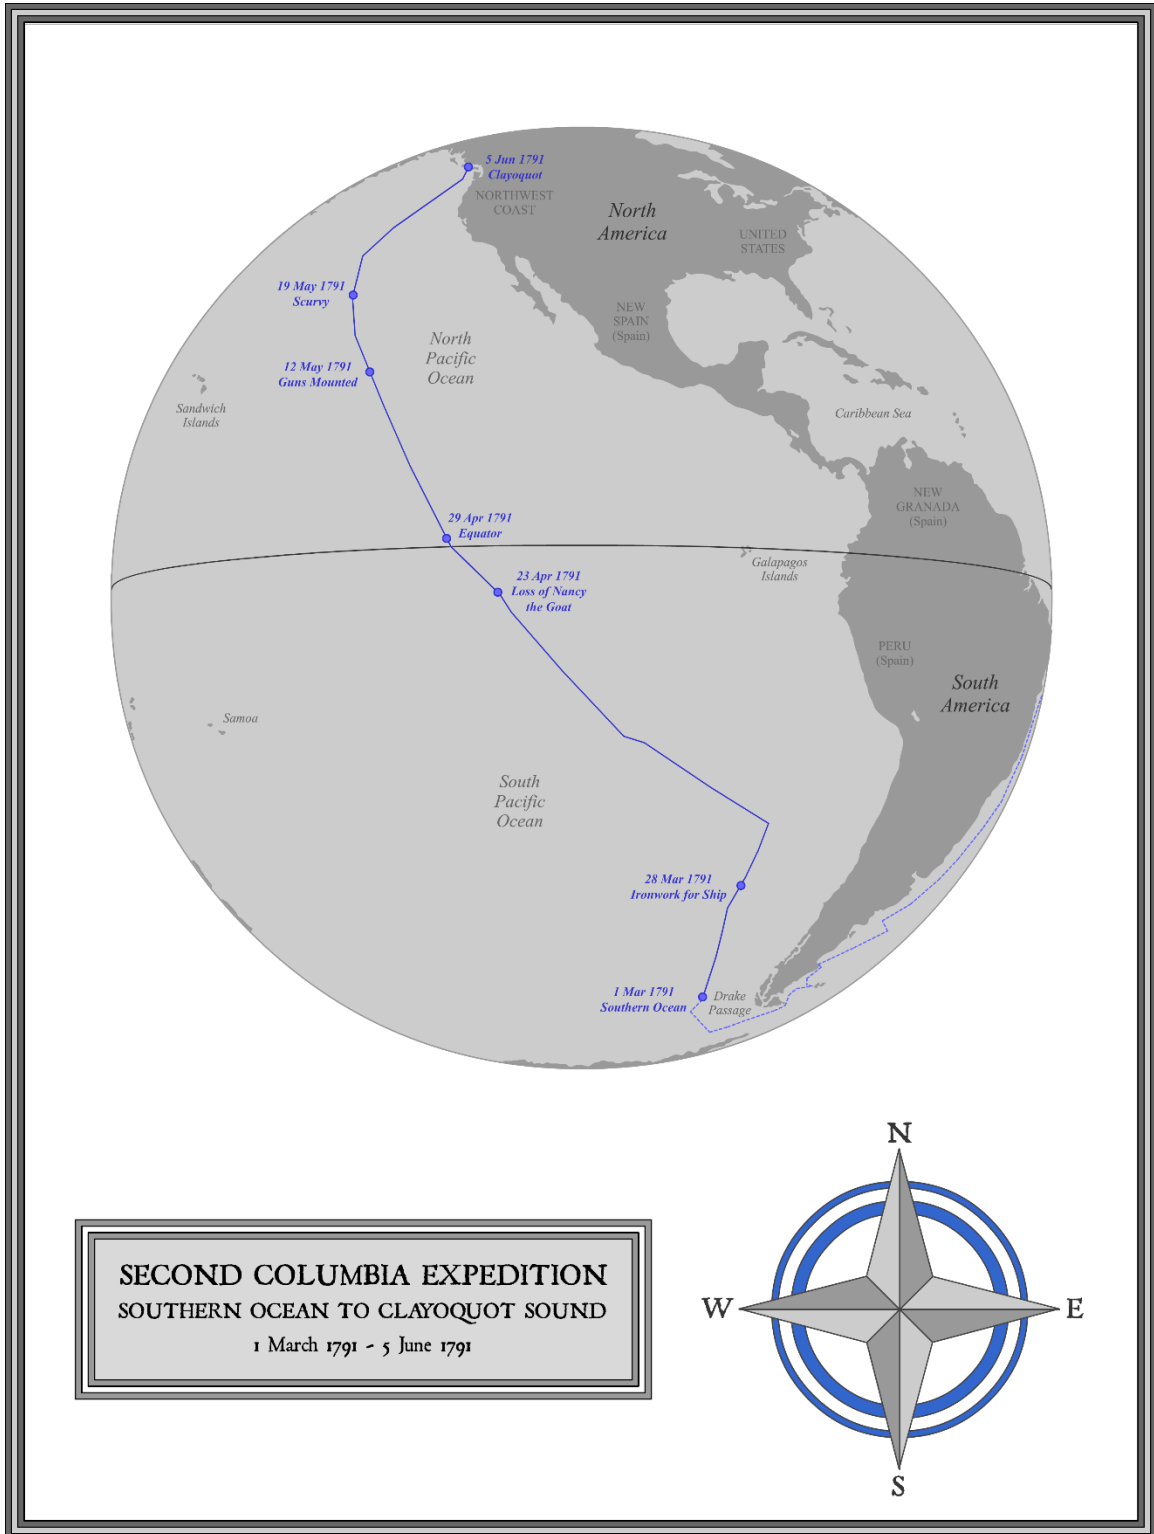 5 Jun 1791
Clayoquot
NORTHWEST
COAST
North
America
UNITED
STATES
19 May 1791
Scurvy
NEW
SPAIN
(Spain)
North
Pacific
Ocean
12 May 1791
Guns Mounted
Sandwich
Islands
Caribbean Sea
NEW
GRANADA
(Spain)
29 Apr 1791
Equator
Galapagos
Islands
23 Apr 1791
Loss of Nancy
the Goat
PERU
(Spain)
South
America
Samoa
South
Pacific
Ocean
28 Mar 1791
Ironwork for Ship
1 Mar 1791
Southern Ocean
Drake
Passage
N
W
E
S
SECOND COLUMBIA EXPEDITION
SOUTHERN OCEAN TO CLAYOQUOT SOUND
1 March 1791 - 5 June 1791